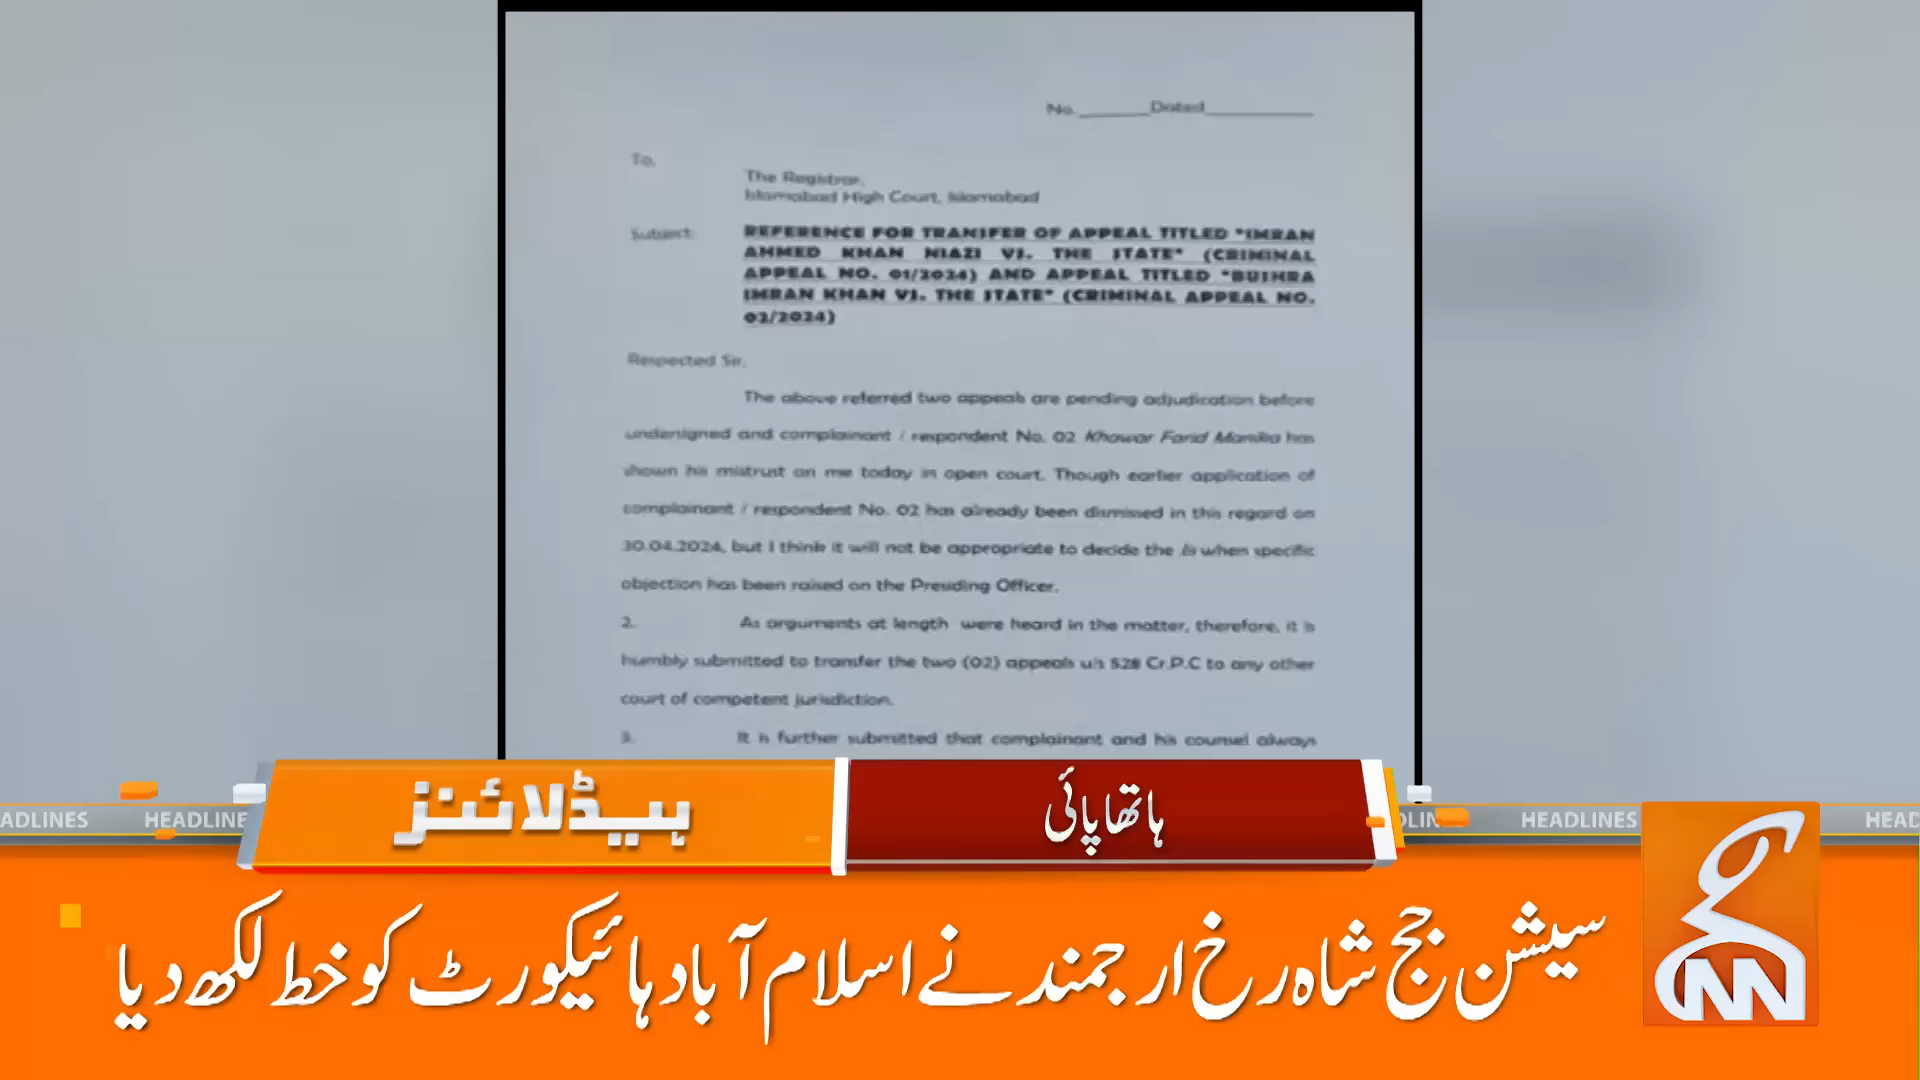 No.________Dated____________
To,
The Registrar,
Islamabad High Court, Islamabad
Subject:
REFERENCE FOR TRANSFER OF APPEAL TITLED "IMRAN
AHMED KHAN NIAZI VS. THE STATE" (CRIMINAL
APPEAL NO. 01/2024) AND APPEAL TITLED "BUSHRA
IMRAN KHAN VS. THE STATE" (CRIMINAL APPEAL NO.
02/2024)
Respected Sir,
The above referred two appeals are pending adjudication before
undersigned and complainant / respondent No. 02 Khawar Farid Manika has
shown his mistrust on me today in open court. Though earlier application of
complainant / respondent No. 02 has already been dismissed in this regard on
30.04.2024, but I think it will not be appropriate to decide the lis when specific
objection has been raised on the Presiding Officer.
2. As arguments at length were heard in the matter, therefore, it is
humbly submitted to transfer the two (02) appeals u/s 528 Cr.P.C to any other
court of competent jurisdiction.
3. It is further submitted that complainant and his counsel always
ہیڈلائنز
ہاتھا پائی
ADLINES HEADLINE DLIN HEADLINES HEAD
سیشن جج شاہ رخ ارجمند نے اسلام آباد ہائیکورٹ کو خط لکھ دیا
GNN